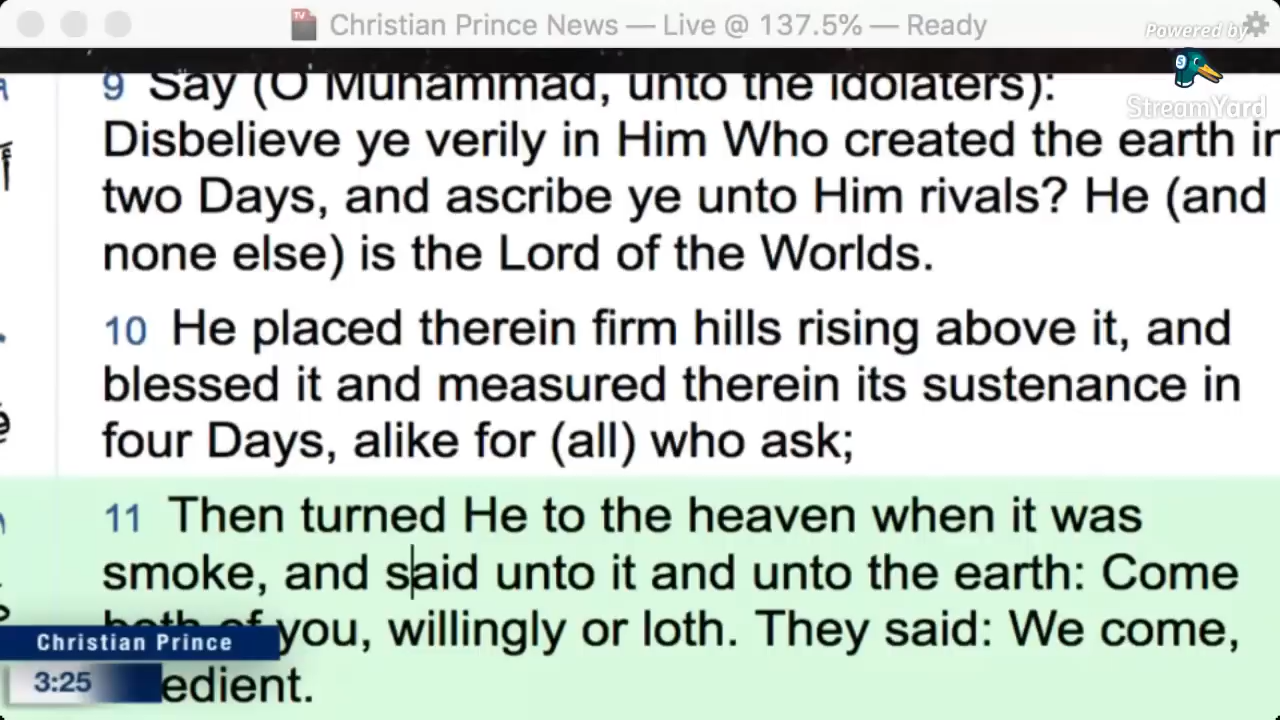 Christian Prince News — Live @ 137.5% — Ready
Powered by
StreamYard
9 Say (O Muhammad, unto the idolaters):
Disbelieve ye verily in Him Who created the earth in
two Days, and ascribe ye unto Him rivals? He (and
none else) is the Lord of the Worlds.
10 He placed therein firm hills rising above it, and
blessed it and measured therein its sustenance in
four Days, alike for (all) who ask;
11 Then turned He to the heaven when it was
smoke, and said unto it and unto the earth: Come
both of you, willingly or loth. They said: We come,
edient.
Christian Prince
3:25